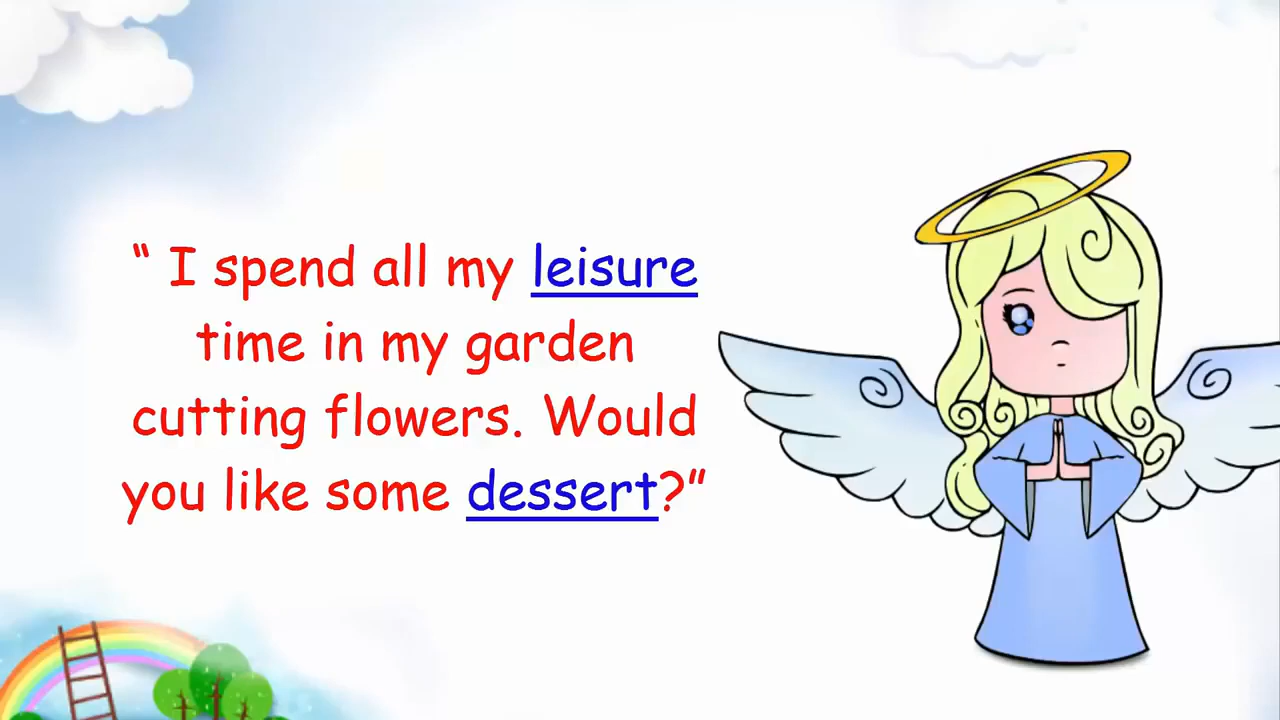 “ I spend all my leisure
time in my garden
cutting flowers. Would
you like some dessert?”